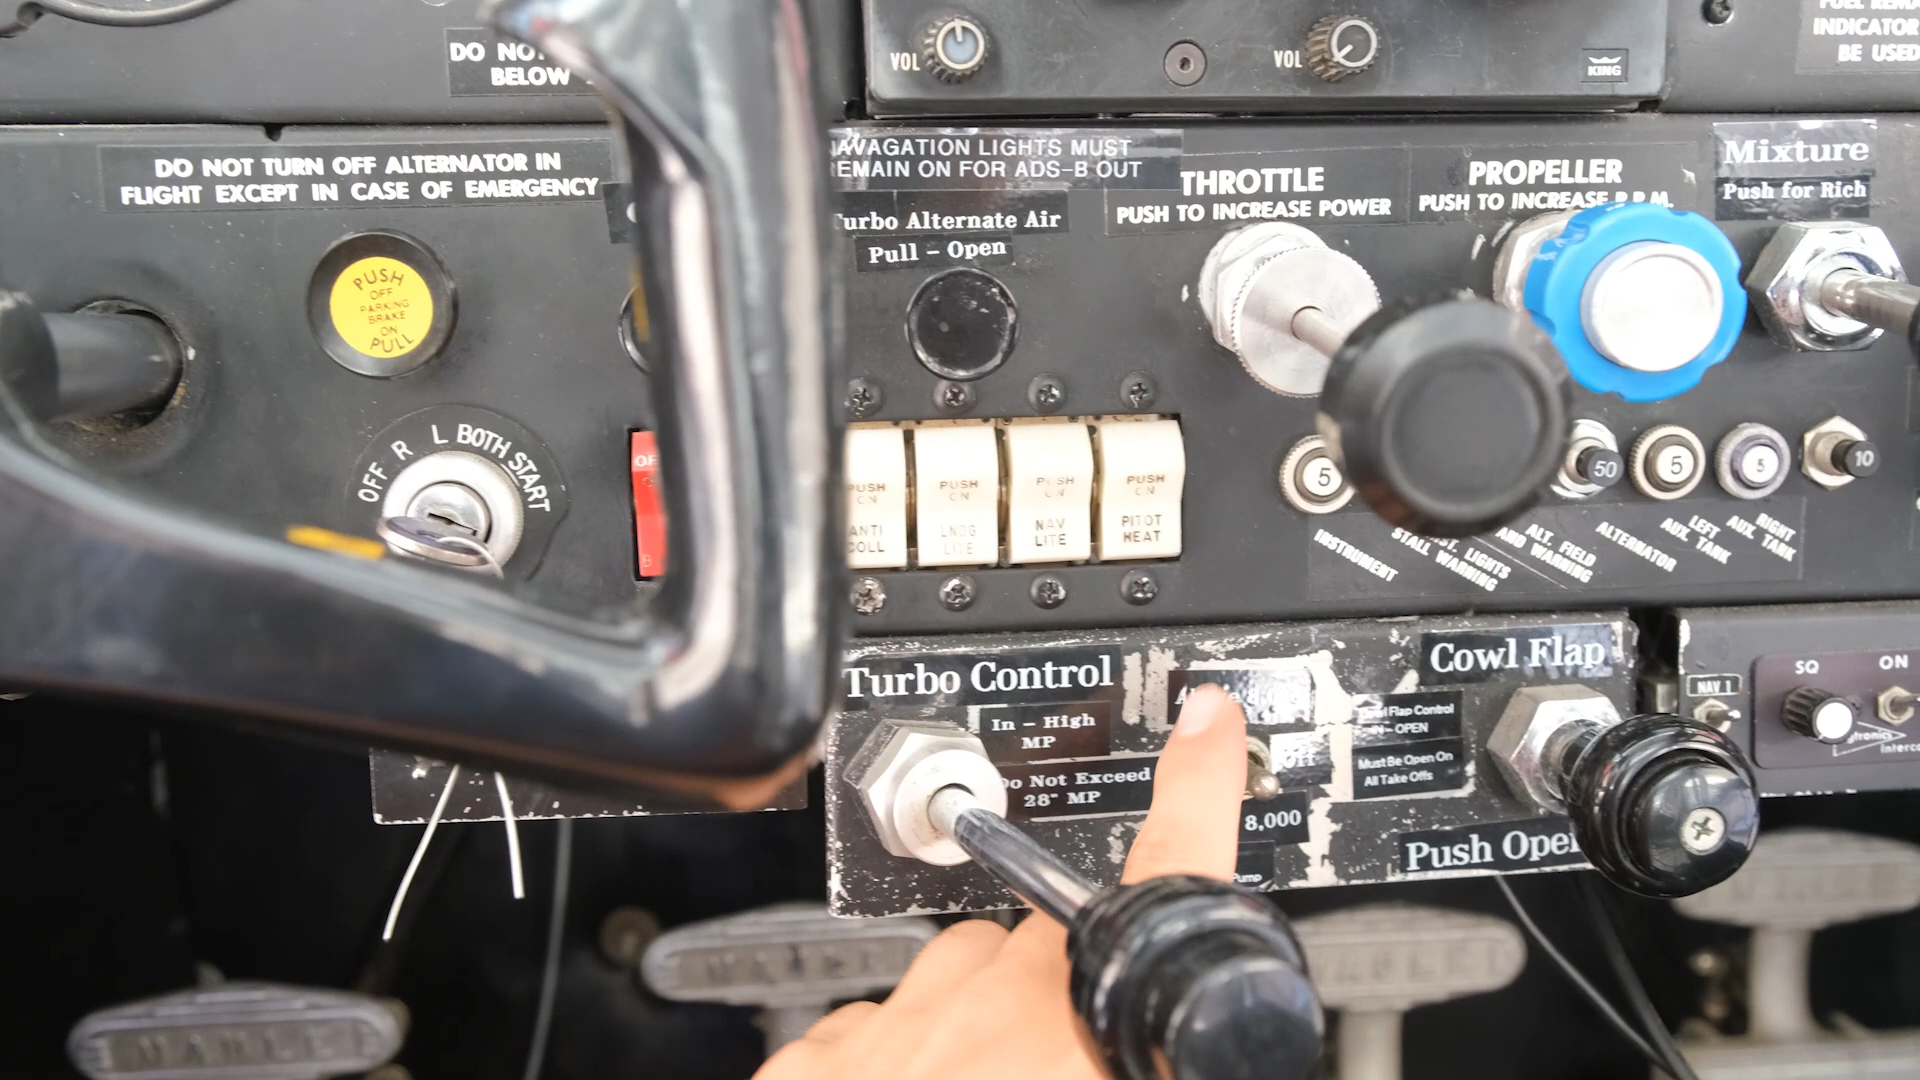 DO NOT
BELOW
VOL
VOL
KING
INDICATOR
BE USED
DO NOT TURN OFF ALTERNATOR IN
FLIGHT EXCEPT IN CASE OF EMERGENCY
AVAGATION LIGHTS MUST
EMAIN ON FOR ADS-B OUT
Turbo Alternate Air
Pull - Open
THROTTLE
PUSH TO INCREASE POWER
PROPELLER
PUSH TO INCREASE R.P.M.
Mixture
Push for Rich
PUSH
OFF
PARKING
BRAKE
ON
PULL
OFF R L BOTH START
PUSH
ON
ANTI
COLL
PUSH
ON
LNDG
LITE
PUSH
ON
NAV
LITE
PUSH
ON
PITOT
HEAT
5
50
5
5
10
INSTRUMENT
LIGHTS
STALL WARNING
ALT. FIELD
AND WARNING
ALTERNATOR
LEFT
AUX TANK
RIGHT
AUX TANK
Turbo Control
In - High
MP
Do Not Exceed
28" MP
Off
8,000
Pump
Cowl Flap
Cowl Flap Control
IN - OPEN
Must Be Open On
All Take Offs
Push Open
NAV 1
SQ
ON